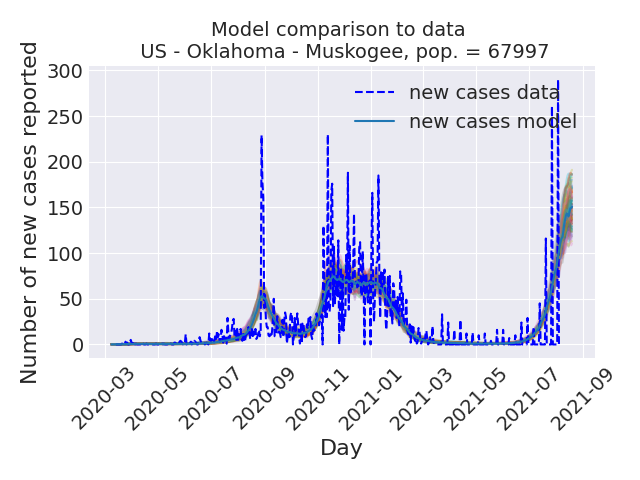 Model comparison to data
US - Oklahoma - Muskogee, pop. = 67997
Number of new cases reported
300
250
200
150
100
50
0
new cases data
new cases model
2020-03
2020-05
2020-07
2020-09
2020-11
2021-01
2021-03
2021-05
2021-07
2021-09
Day